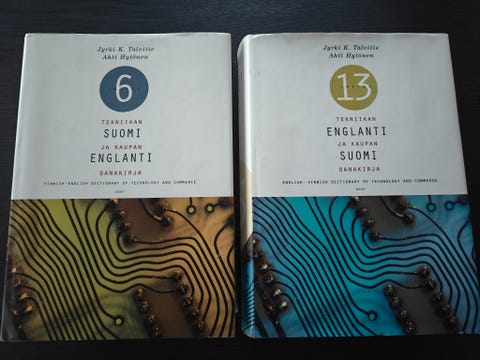 Jyrki K. Talvitie
Ahti Hytönen
6
TEKNIIKAN
SUOMI
JA KAUPAN
ENGLANTI
SANAKIRJA
FINNISH-ENGLISH DICTIONARY OF TECHNOLOGY AND COMMERCE
Jyrki K. Talvitie
Ahti Hytönen
13
TEKNIIKAN
ENGLANTI
JA KAUPAN
SUOMI
SANAKIRJA
ENGLISH-FINNISH DICTIONARY OF TECHNOLOGY AND COMMERCE